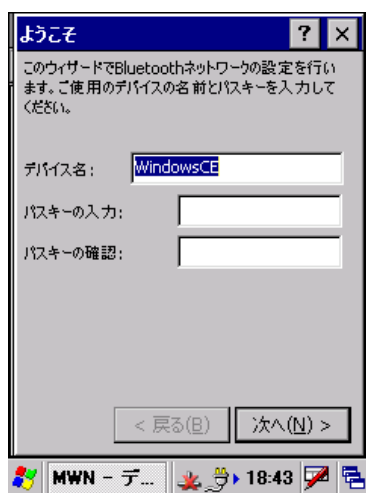 ようこそ ? ×
このウィザードでBluetoothネットワークの設定を行い
ます。ご使用のデバイスの名前とパスキーを入力して
ください。
デバイス名： WindowsCE
パスキーの入力：
パスキーの確認：
< 戻る(B) 次へ(N) >
MWN - デ... 18:43